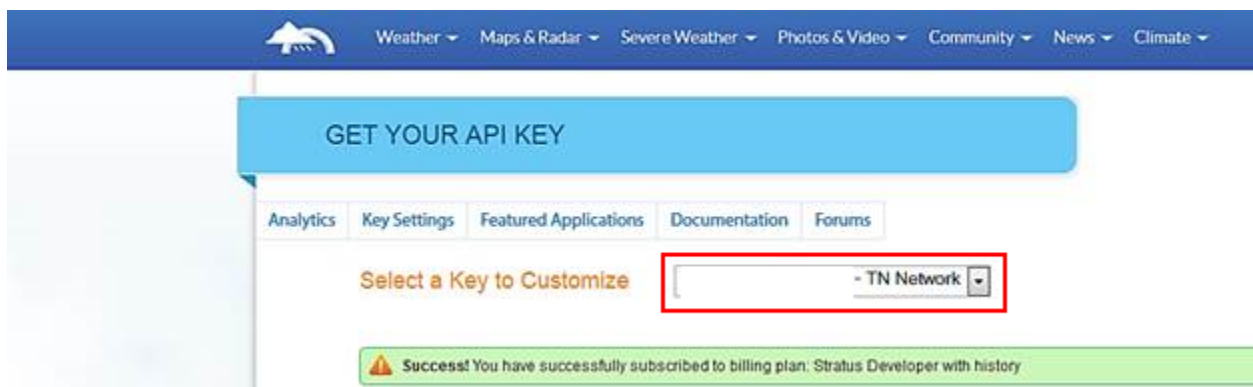 Weather Maps & Radar Severe Weather Photos & Video Community News Climate
GET YOUR API KEY
Analytics Key Settings Featured Applications Documentation Forums
Select a Key to Customize - TN Network
Success! You have successfully subscribed to billing plan: Stratus Developer with history